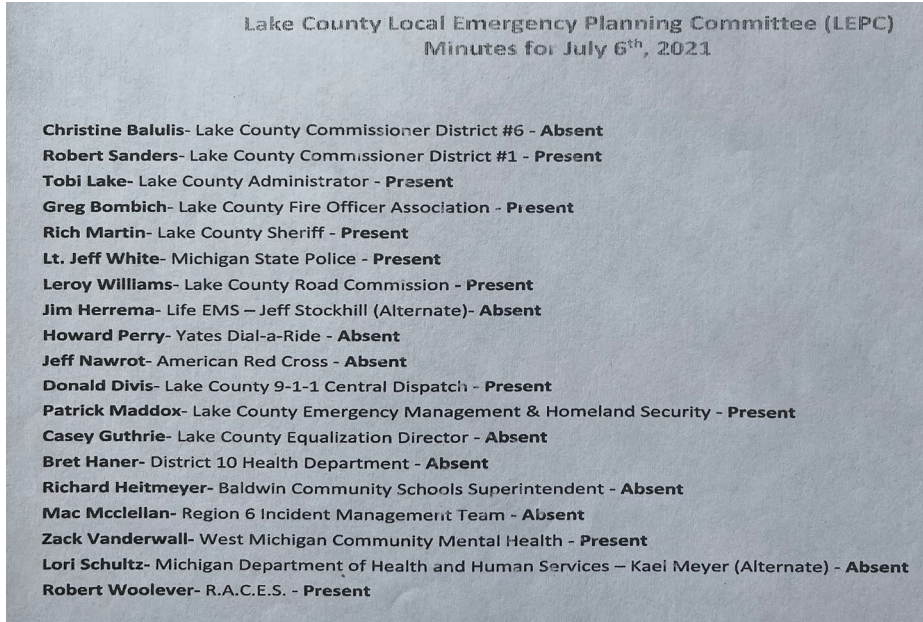 Lake County Local Emergency Planning Committee (LEPC)
Minutes for July 6th, 2021
Christine Balulis- Lake County Commissioner District #6 - Absent
Robert Sanders- Lake County Commissioner District #1 - Present
Tobi Lake- Lake County Administrator - Present
Greg Bombich- Lake County Fire Officer Association - Present
Rich Martin- Lake County Sheriff - Present
Lt. Jeff White- Michigan State Police - Present
Leroy Williams- Lake County Road Commission - Present
Jim Herrema- Life EMS – Jeff Stockhill (Alternate)- Absent
Howard Perry- Yates Dial-a-Ride - Absent
Jeff Nawrot- American Red Cross - Absent
Donald Divis- Lake County 9-1-1 Central Dispatch - Present
Patrick Maddox- Lake County Emergency Management & Homeland Security - Present
Casey Guthrie- Lake County Equalization Director - Absent
Bret Haner- District 10 Health Department - Absent
Richard Heitmeyer- Baldwin Community Schools Superintendent - Absent
Mac Mcclellan- Region 6 Incident Management Team - Absent
Zack Vanderwall- West Michigan Community Mental Health - Present
Lori Schultz- Michigan Department of Health and Human Services – Kaei Meyer (Alternate) - Absent
Robert Woolever- R.A.C.E.S. - Present